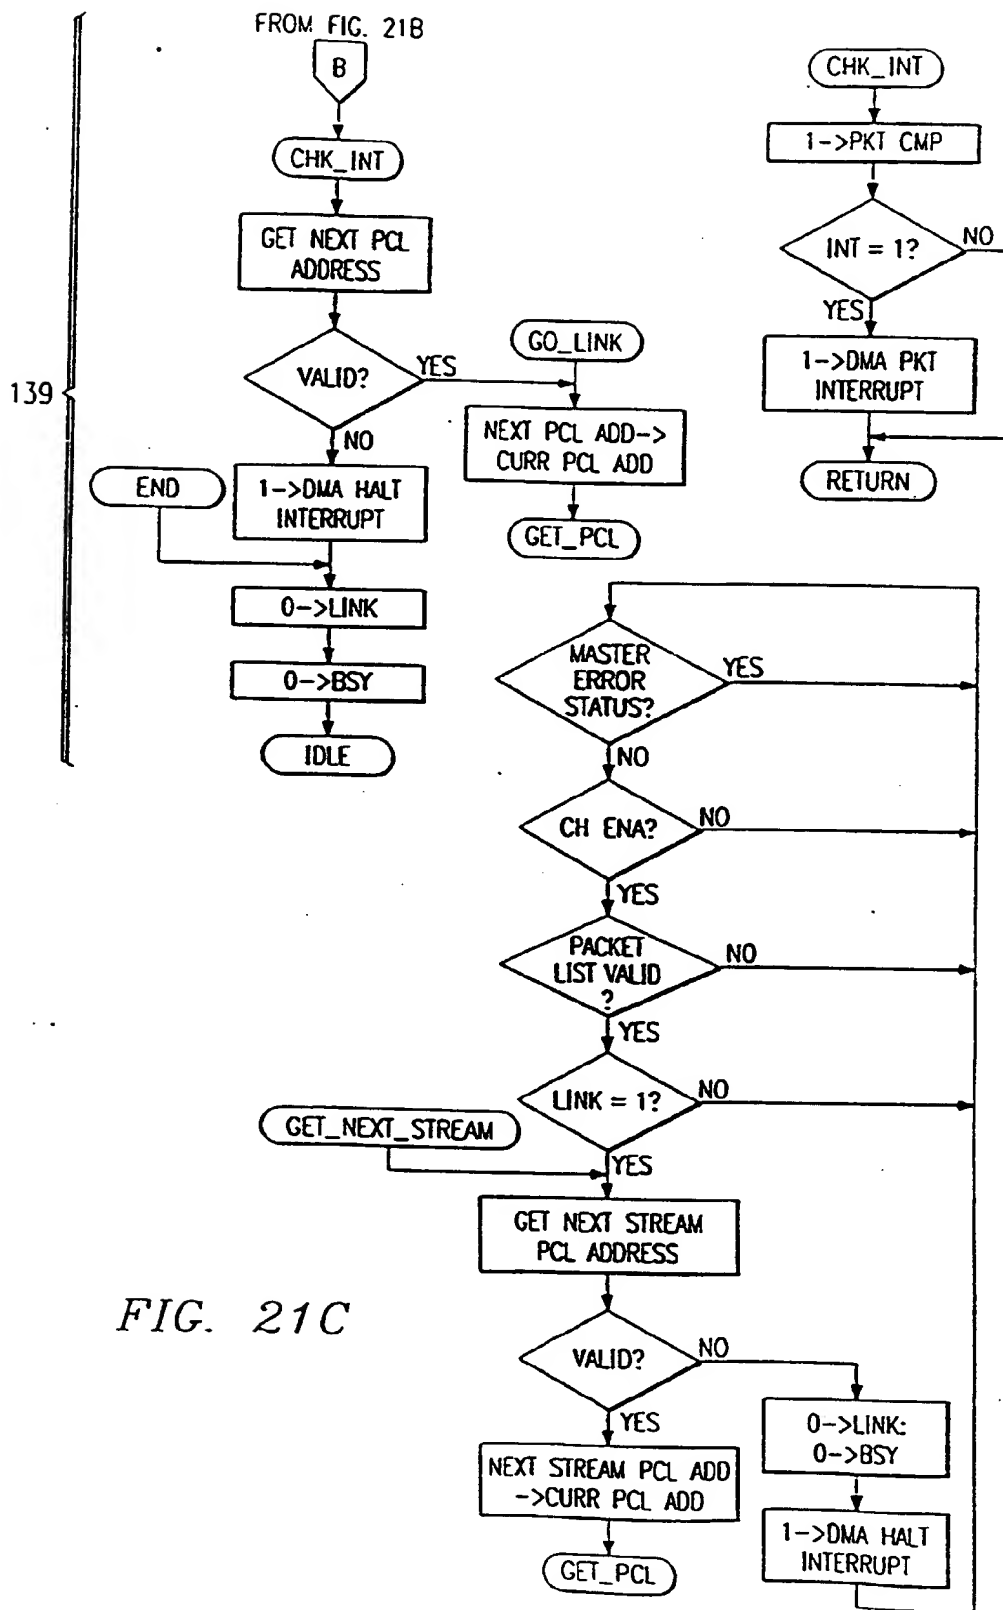 FROM FIG. 21B
B
CHK_INT
GET NEXT PCL
ADDRESS
VALID?
YES
NO
GO_LINK
NEXT PCL ADD->
CURR PCL ADD
GET_PCL
139
END
1->DMA HALT
INTERRUPT
0->LINK
0->BSY
IDLE
CHK_INT
1->PKT CMP
INT = 1?
NO
YES
1->DMA PKT
INTERRUPT
RETURN
MASTER
ERROR
STATUS?
YES
NO
CH ENA?
NO
YES
PACKET
LIST VALID
?
NO
YES
LINK = 1?
NO
YES
GET_NEXT_STREAM
GET NEXT STREAM
PCL ADDRESS
VALID?
NO
YES
0->LINK:
0->BSY
NEXT STREAM PCL ADD
->CURR PCL ADD
1->DMA HALT
INTERRUPT
GET_PCL
FIG. 21C